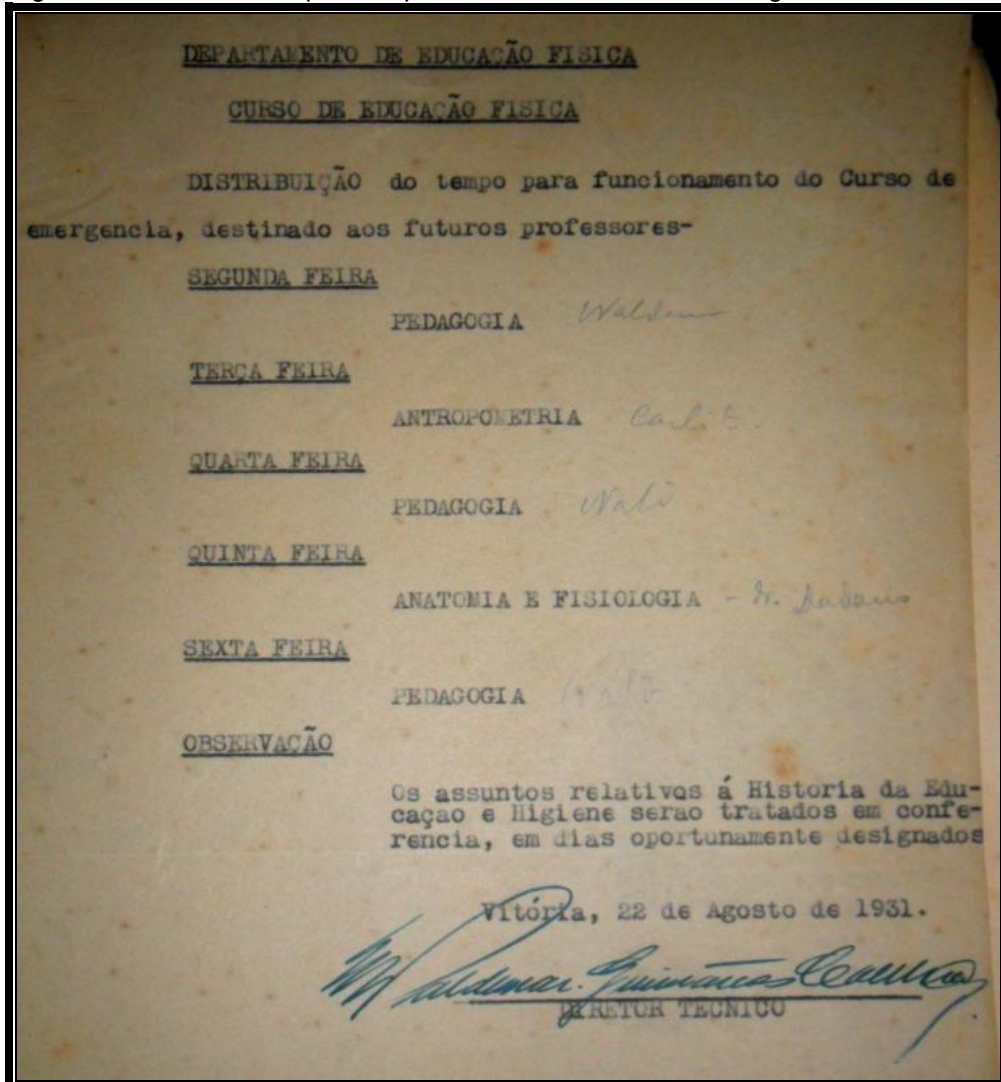 DEPARTAMENTO DE EDUCAÇÃO FISICA
CURSO DE EDUCAÇÃO FISICA
DISTRIBUIÇÃO do tempo para funcionamento do Curso de
emergencia, destinado aos futuros professores-
SEGUNDA FEIRA
PEDAGOGIA
TERÇA FEIRA
ANTROPOMETRIA
QUARTA FEIRA
PEDAGOGIA
QUINTA FEIRA
ANATOMIA E FISIOLOGIA - Dr.
SEXTA FEIRA
PEDAGOGIA
OBSERVAÇÃO
Os assuntos relativos á Historia da Edu-
cação e Higiene serao tratados em confe-
rencia, em dias oportunamente designados
Vitória, 22 de Agosto de 1931.
Waldemar Guimarães
DIRETOR TECNICO